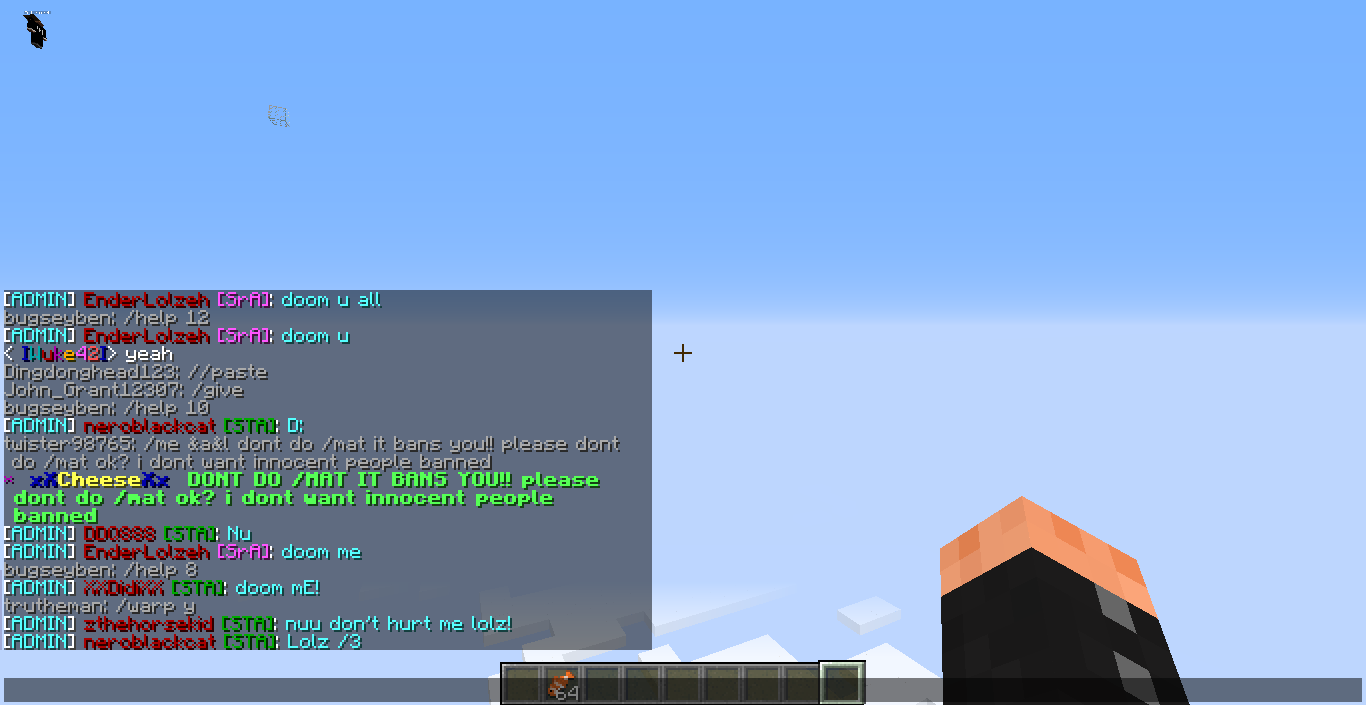 [ADMIN] EnderLolzeh [SrA]: doom u all
bugseyben: /help 12
[ADMIN] EnderLolzeh [SrA]: doom u
yeah
Dingdonghead123: //paste
John_Grant12307: /give
bugseyben: /help 10
[ADMIN] neroblackcat [STA]: D:
twister98765: /me &a&l dont do /mat it bans you!! please dont
do /mat ok? i dont want innocent people banned
* xXCheeseXx DONT DO /MAT IT BANS YOU!! please
dont do /mat ok? i dont want innocent people
banned
[ADMIN] [STA]: Nu
[ADMIN] EnderLolzeh [SrA]: doom me
bugseyben: /help 8
[ADMIN] XXDidiXX [STA]: doom mE!
trutheman: /warp y
[ADMIN] zthehorsekid [STA]: nuu don't hurt me lolz!
[ADMIN] neroblackcat [STA]: Lolz /3
64